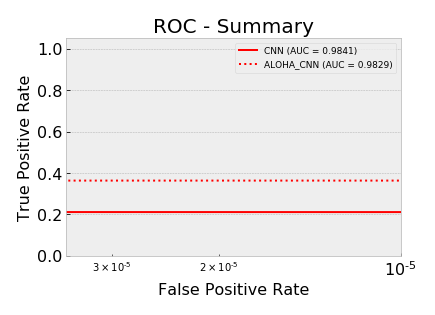 ROC - Summary
CNN (AUC = 0.9841)
ALOHA_CNN (AUC = 0.9829)
True Positive Rate
1.0
0.8
0.6
0.4
0.2
0.0
3 × 10⁻⁵ 2 × 10⁻⁵ 10⁻⁵
False Positive Rate